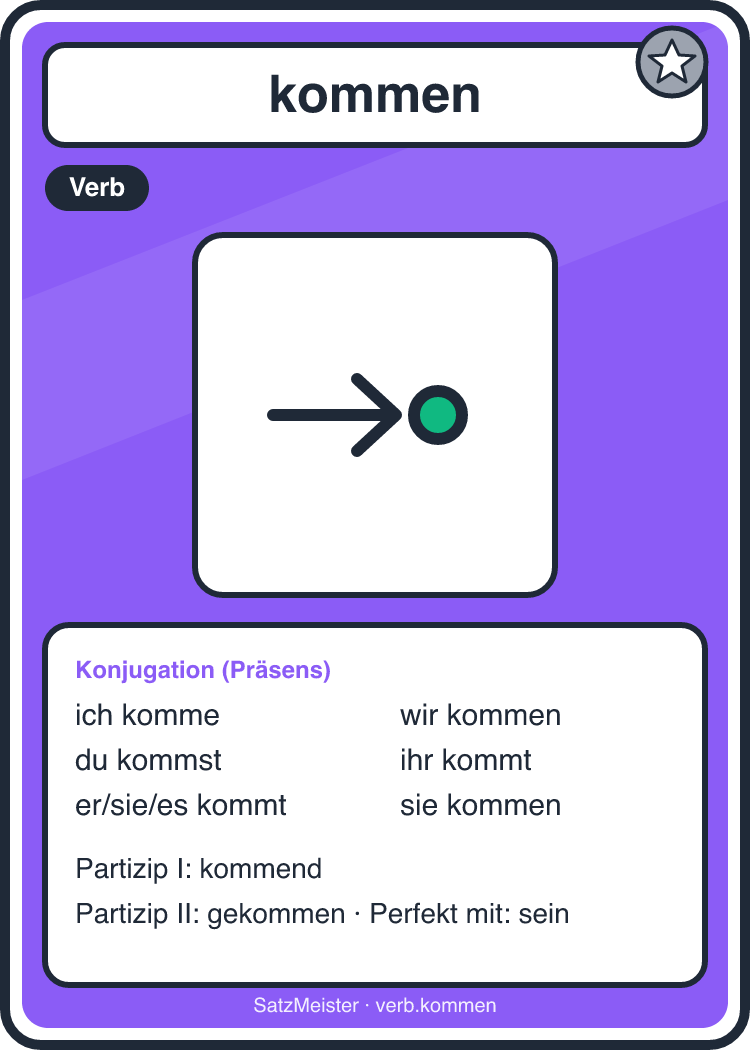 kommen
Verb
Konjugation (Präsens)
ich komme wir kommen
du kommst ihr kommt
er/sie/es kommt sie kommen
Partizip I: kommend
Partizip II: gekommen · Perfekt mit: sein
SatzMeister · verb.kommen